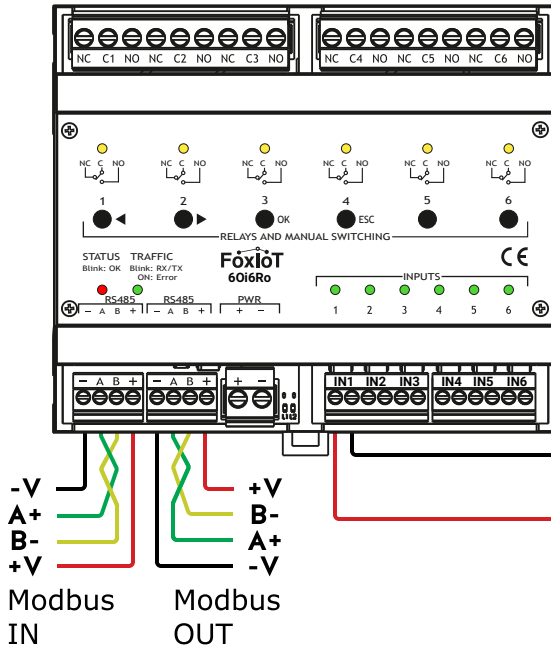 NC C1 NO NC C2 NO NC C3 NO NC C4 NO NC C5 NO NC C6 NO
NC C NO NC C NO NC C NO NC C NO NC C NO NC C NO
1 2 3 4 5 6
OK ESC
RELAYS AND MANUAL SWITCHING
STATUS TRAFFIC FoxIoT CE
Blink: OK Blink: RX/TX 6Oi6Ro
ON: Error INPUTS
RS485 RS485 PWR
- A B + - A B + + - 1 2 3 4 5 6
- A B + - A B + + - IN1 IN2 IN3 IN4 IN5 IN6
-V +V
A+ B-
B- A+
+V -V
Modbus Modbus
IN OUT